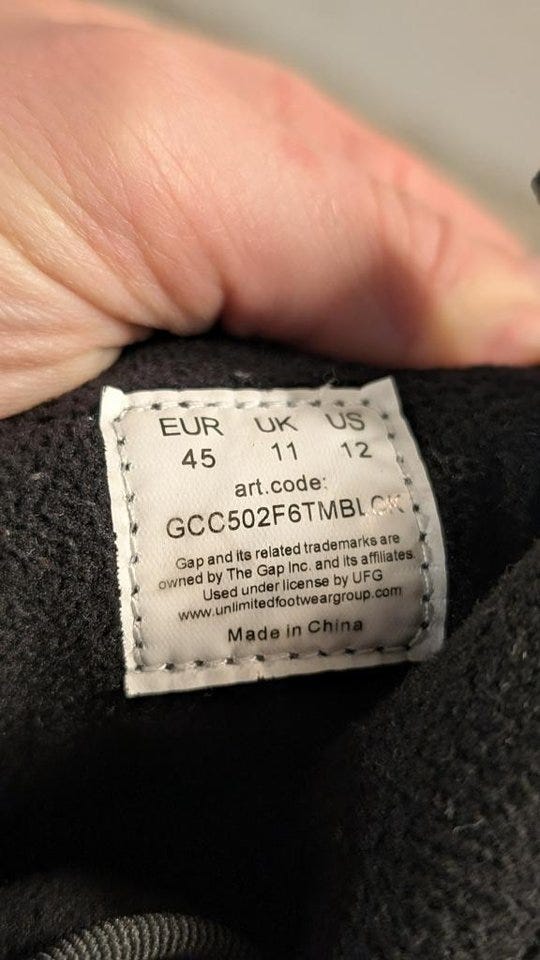 EUR UK US
45 11 12
art.code:
GCC502F6TMBLCK
Gap and its related trademarks are
owned by The Gap Inc. and its affiliates.
Used under license by UFG
www.unlimitedfootweargroup.com
Made in China